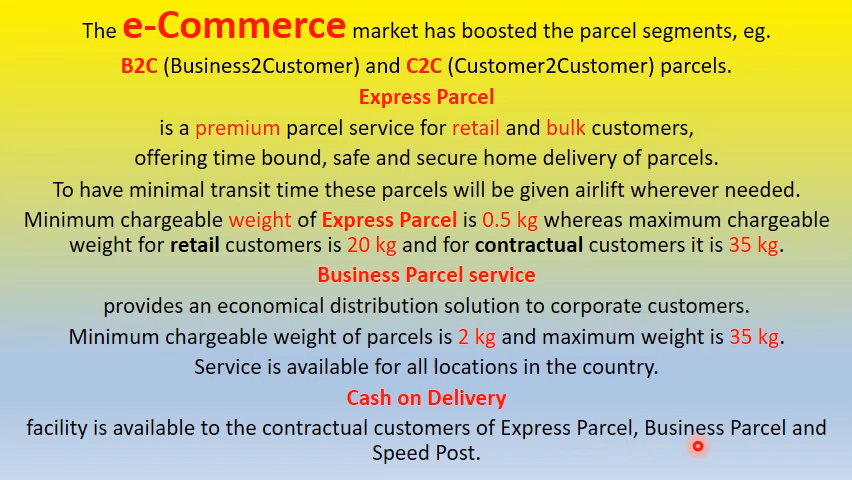 The e-Commerce market has boosted the parcel segments, eg.
B2C (Business2Customer) and C2C (Customer2Customer) parcels.
Express Parcel
is a premium parcel service for retail and bulk customers,
offering time bound, safe and secure home delivery of parcels.
To have minimal transit time these parcels will be given airlift wherever needed.
Minimum chargeable weight of Express Parcel is 0.5 kg whereas maximum chargeable
weight for retail customers is 20 kg and for contractual customers it is 35 kg.
Business Parcel service
provides an economical distribution solution to corporate customers.
Minimum chargeable weight of parcels is 2 kg and maximum weight is 35 kg.
Service is available for all locations in the country.
Cash on Delivery
facility is available to the contractual customers of Express Parcel, Business Parcel and
Speed Post.